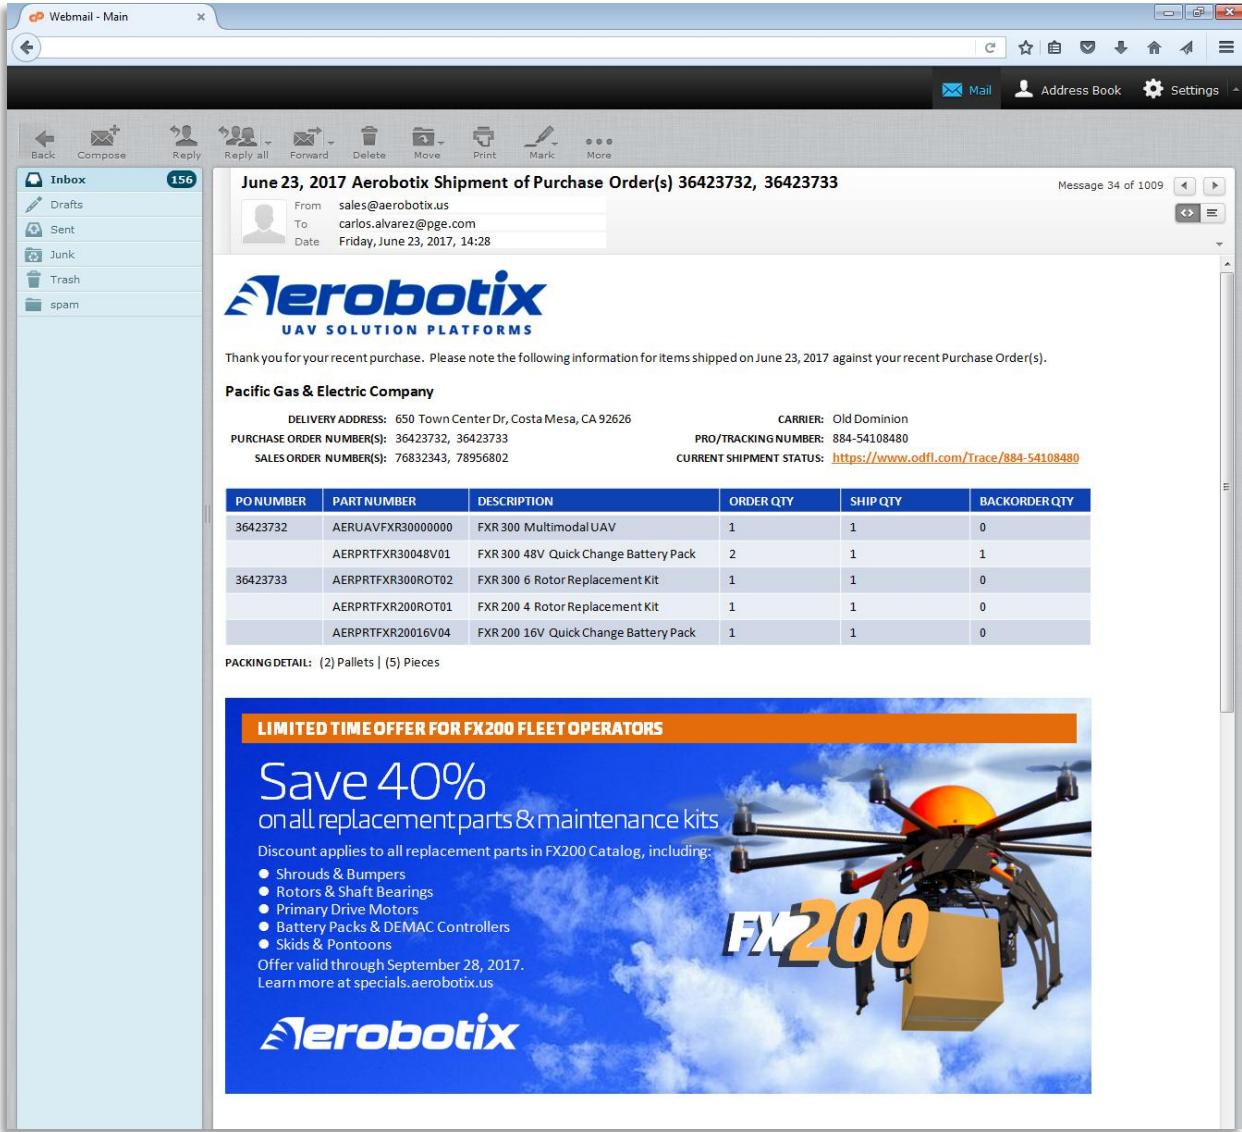 Webmail - Main
Mail
Address Book
Settings
Back
Compose
Reply
Reply all
Forward
Delete
Move
Print
Mark
More
Inbox 156
Drafts
Sent
Junk
Trash
spam
June 23, 2017 Aerobotix Shipment of Purchase Order(s) 36423732, 36423733
Message 34 of 1009
From sales@aerobotix.us
To carlos.alvarez@pge.com
Date Friday, June 23, 2017, 14:28
Aerobotix
UAV SOLUTION PLATFORMS
Thank you for your recent purchase. Please note the following information for items shipped on June 23, 2017 against your recent Purchase Order(s).
Pacific Gas & Electric Company
DELIVERY ADDRESS: 650 Town Center Dr, Costa Mesa, CA 92626
CARRIER: Old Dominion
PURCHASE ORDER NUMBER(S): 36423732, 36423733
PRO/TRACKING NUMBER: 884-54108480
SALES ORDER NUMBER(S): 76832343, 78956802
CURRENT SHIPMENT STATUS: https://www.odfl.com/Trace/884-54108480
PO NUMBER PART NUMBER DESCRIPTION ORDER QTY SHIP QTY BACKORDER QTY
36423732 AERUAVFXR30000000 FXR 300 Multimodal UAV 1 1 0
AERPRTFXR30048V01 FXR 300 48V Quick Change Battery Pack 2 1 1
36423733 AERPRTFXR300ROT02 FXR 300 6 Rotor Replacement Kit 1 1 0
AERPRTFXR200ROT01 FXR 200 4 Rotor Replacement Kit 1 1 0
AERPRTFXR20016V04 FXR 200 16V Quick Change Battery Pack 1 1 0
PACKING DETAIL: (2) Pallets | (5) Pieces
LIMITED TIME OFFER FOR FX200 FLEET OPERATORS
Save 40%
on all replacement parts & maintenance kits
Discount applies to all replacement parts in FX200 Catalog, including:
● Shrouds & Bumpers
● Rotors & Shaft Bearings
● Primary Drive Motors
● Battery Packs & DEMAC Controllers
● Skids & Pontoons
Offer valid through September 28, 2017.
Learn more at specials.aerobotix.us
FX200
Aerobotix